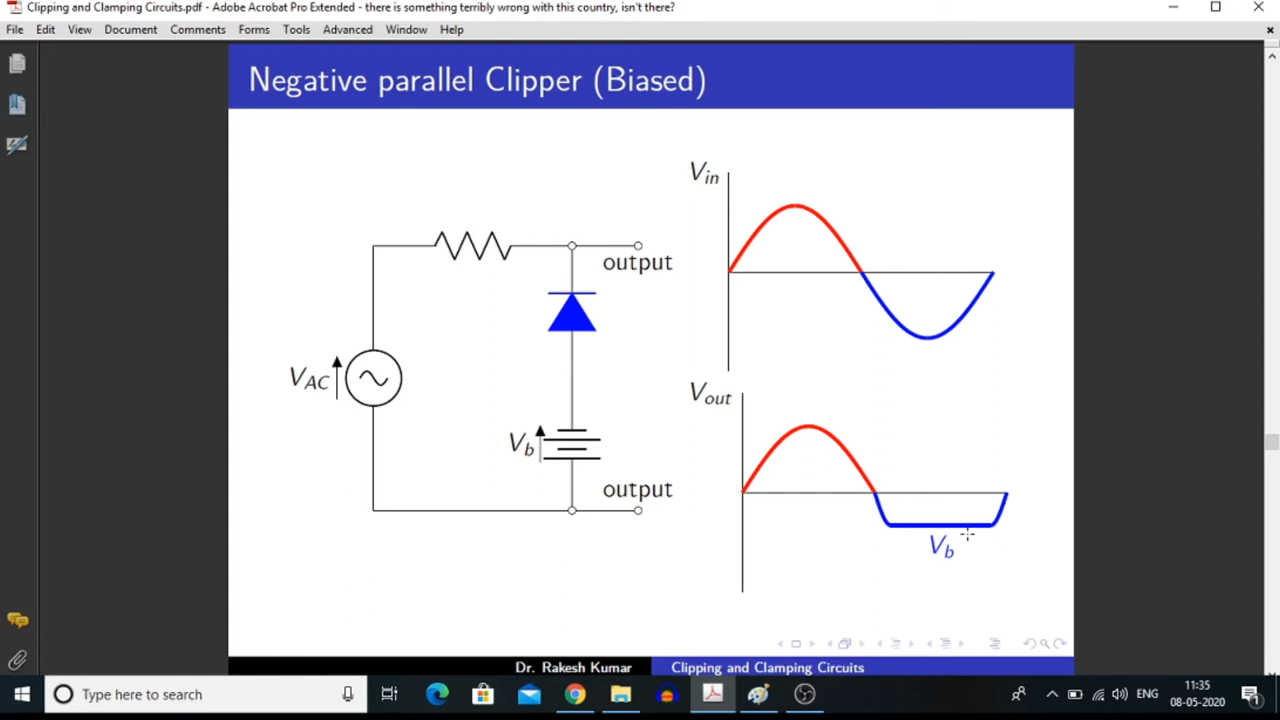 Clipping and Clamping Circuits.pdf - Adobe Acrobat Pro Extended - there is something terribly wrong with this country, isn't there?
File Edit View Document Comments Forms Tools Advanced Window Help
Negative parallel Clipper (Biased)
Vin
output
VAC
Vout
Vb
output
Vb
Dr. Rakesh Kumar Clipping and Clamping Circuits
Type here to search
ENG
11:35
08-05-2020
1